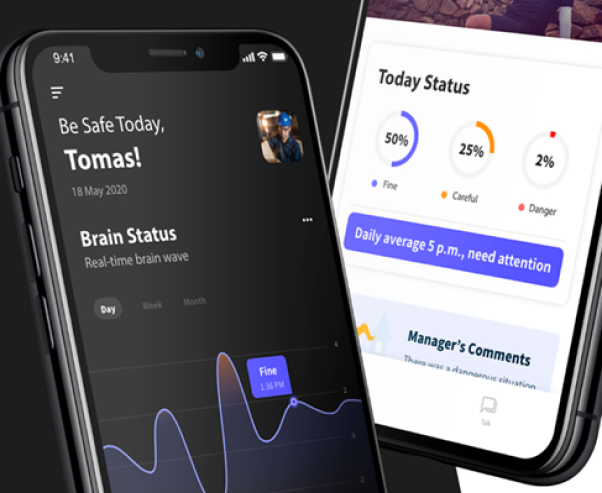 9:41
Be Safe Today,
Tomas!
18 May 2020
Brain Status
Real-time brain wave
Day Week Month
Fine
1:36 PM
4
2
0
-2
Today Status
50%
25%
2%
Fine
Careful
Danger
Daily average 5 p.m., need attention
Manager's Comments
There was a dangerous situation
Talk